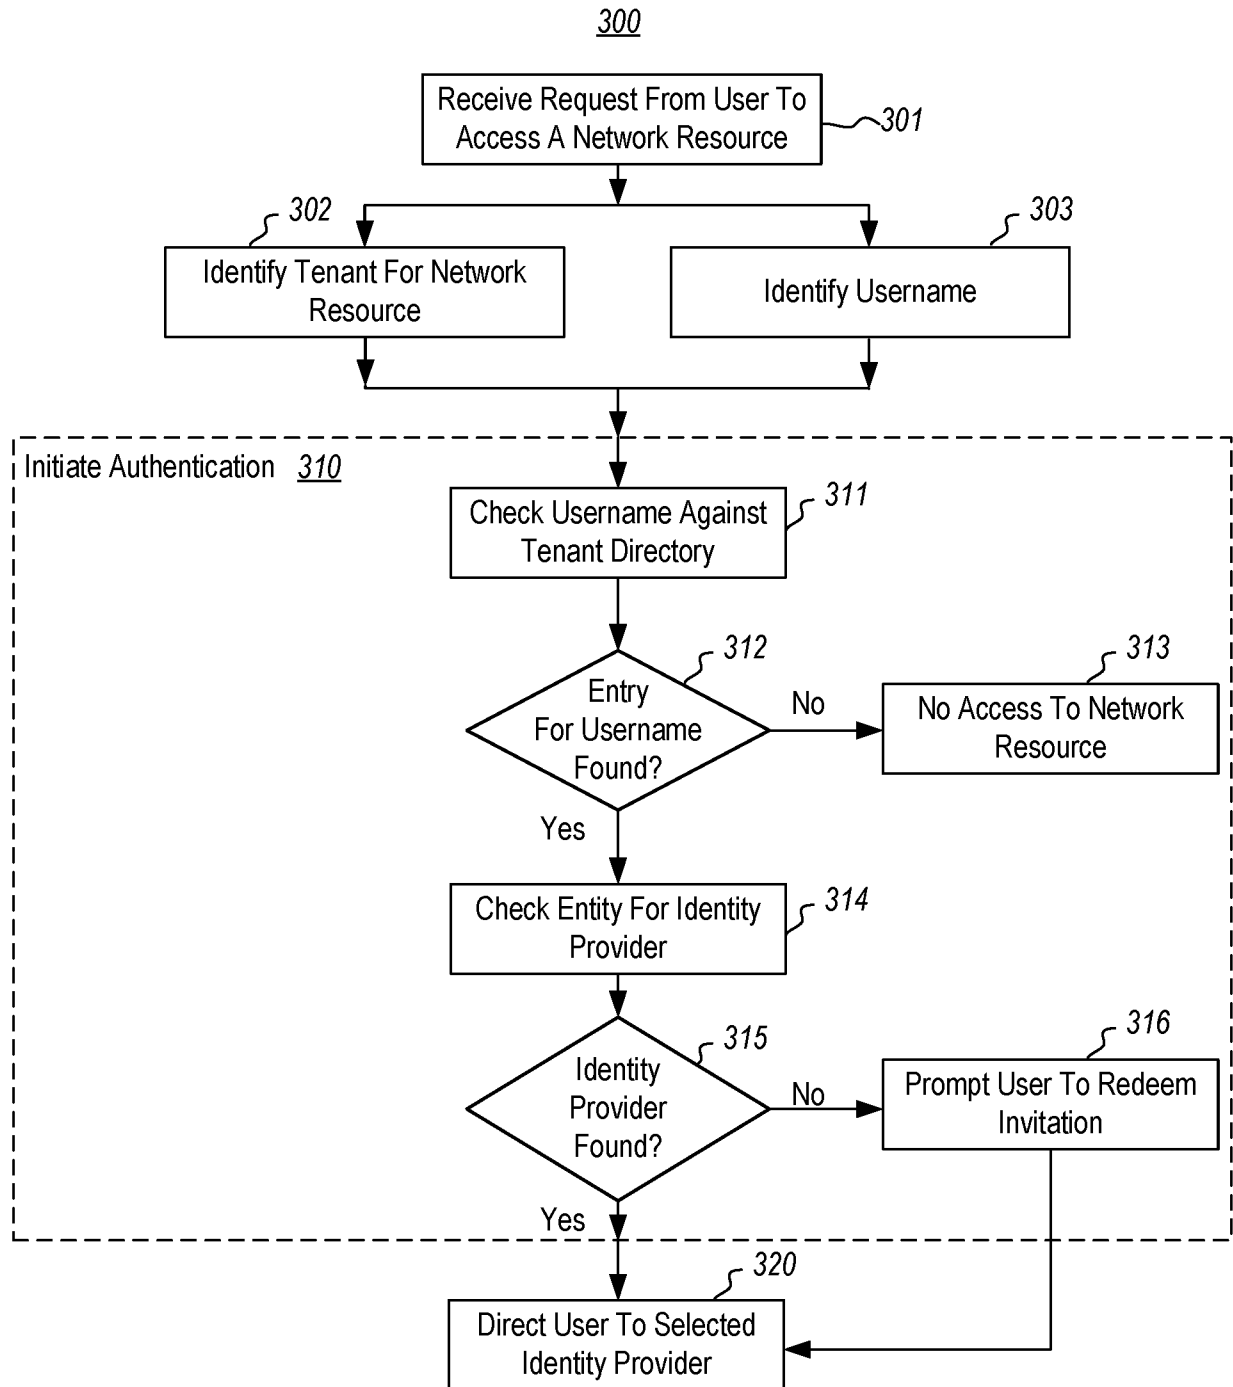 300
Receive Request From User To
Access A Network Resource
301
302
303
Identify Tenant For Network
Resource
Identify Username
Initiate Authentication 310
311
Check Username Against
Tenant Directory
312
313
Entry
For Username
Found?
No
No Access To Network
Resource
Yes
314
Check Entity For Identity
Provider
315
316
Identity
Provider
Found?
No
Prompt User To Redeem
Invitation
Yes
320
Direct User To Selected
Identity Provider